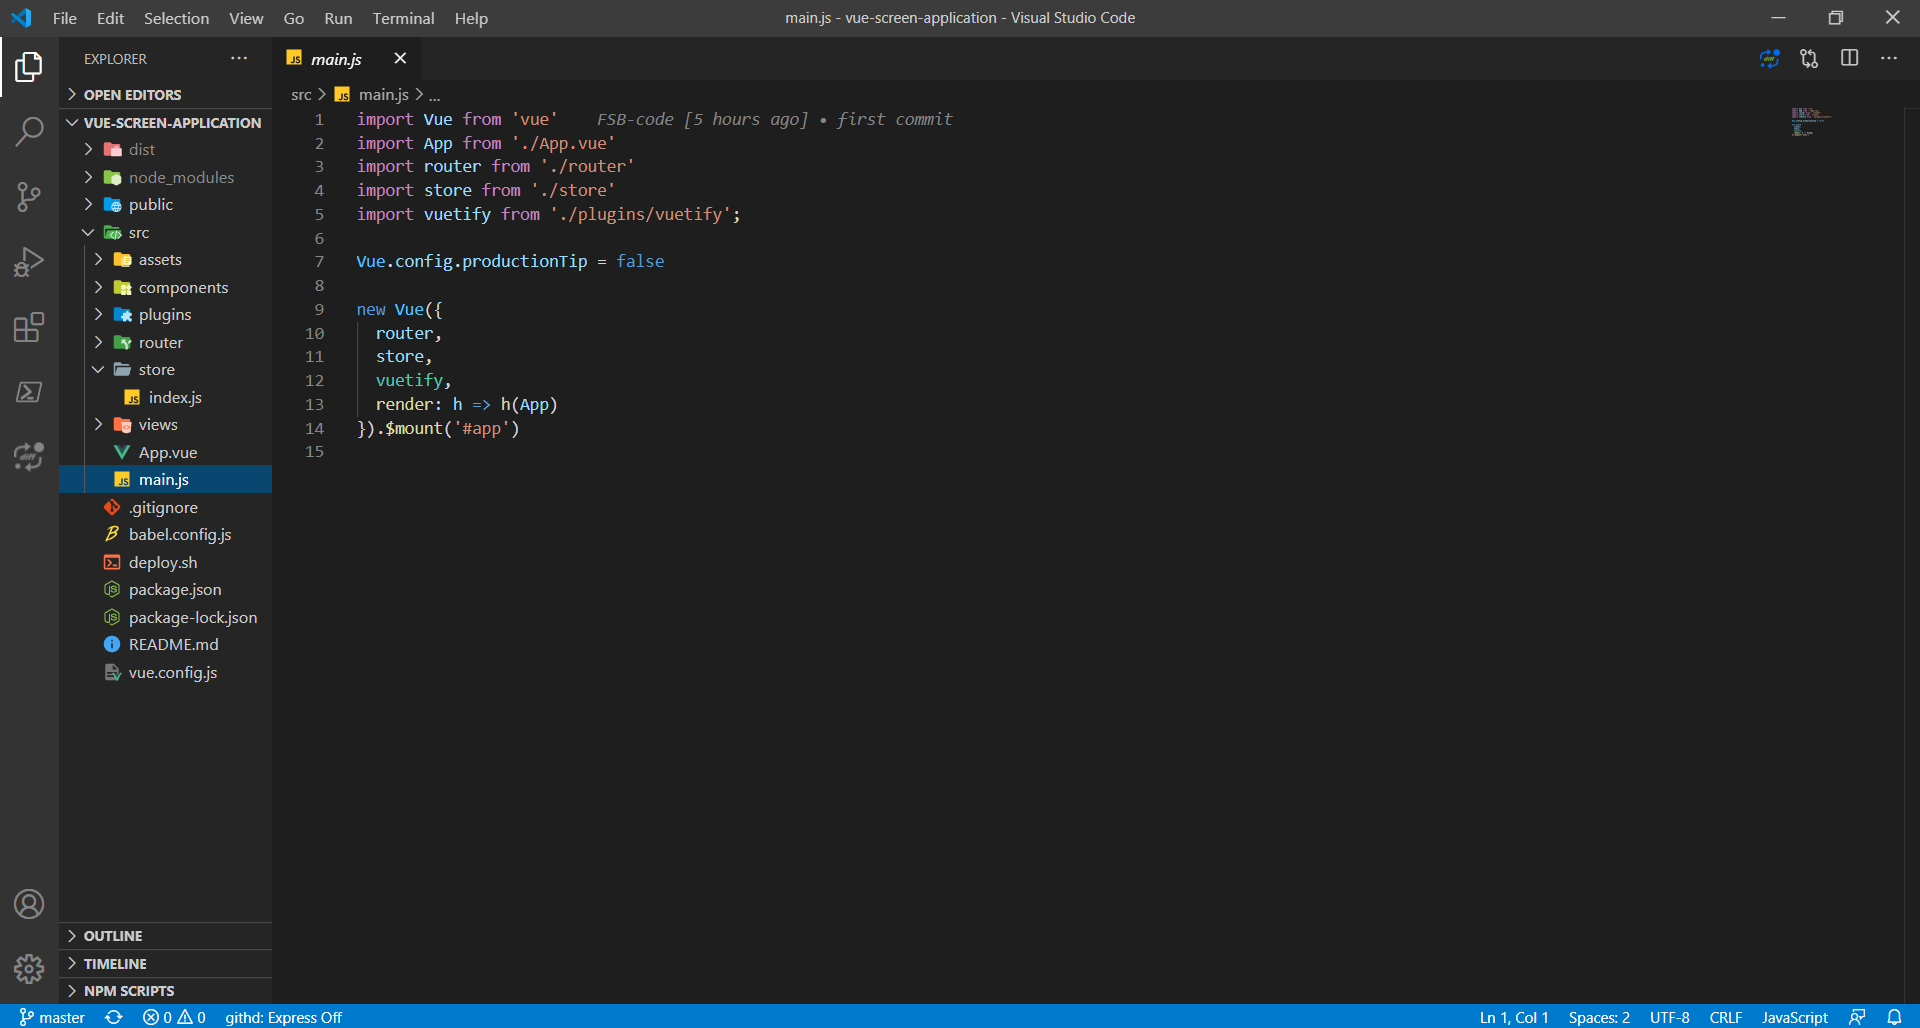 File Edit Selection View Go Run Terminal Help
main.js - vue-screen-application - Visual Studio Code
EXPLORER
OPEN EDITORS
VUE-SCREEN-APPLICATION
dist
node_modules
public
src
assets
components
plugins
router
store
index.js
views
App.vue
main.js
.gitignore
babel.config.js
deploy.sh
package.json
package-lock.json
README.md
vue.config.js
OUTLINE
TIMELINE
NPM SCRIPTS
main.js
src > main.js > ...
1 import Vue from 'vue' FSB-code [5 hours ago] • first commit
2 import App from './App.vue'
3 import router from './router'
4 import store from './store'
5 import vuetify from './plugins/vuetify';
6
7 Vue.config.productionTip = false
8
9 new Vue({
10 router,
11 store,
12 vuetify,
13 render: h => h(App)
14 }).$mount('#app')
15
master 0 0 githd: Express Off
Ln 1, Col 1 Spaces: 2 UTF-8 CRLF JavaScript